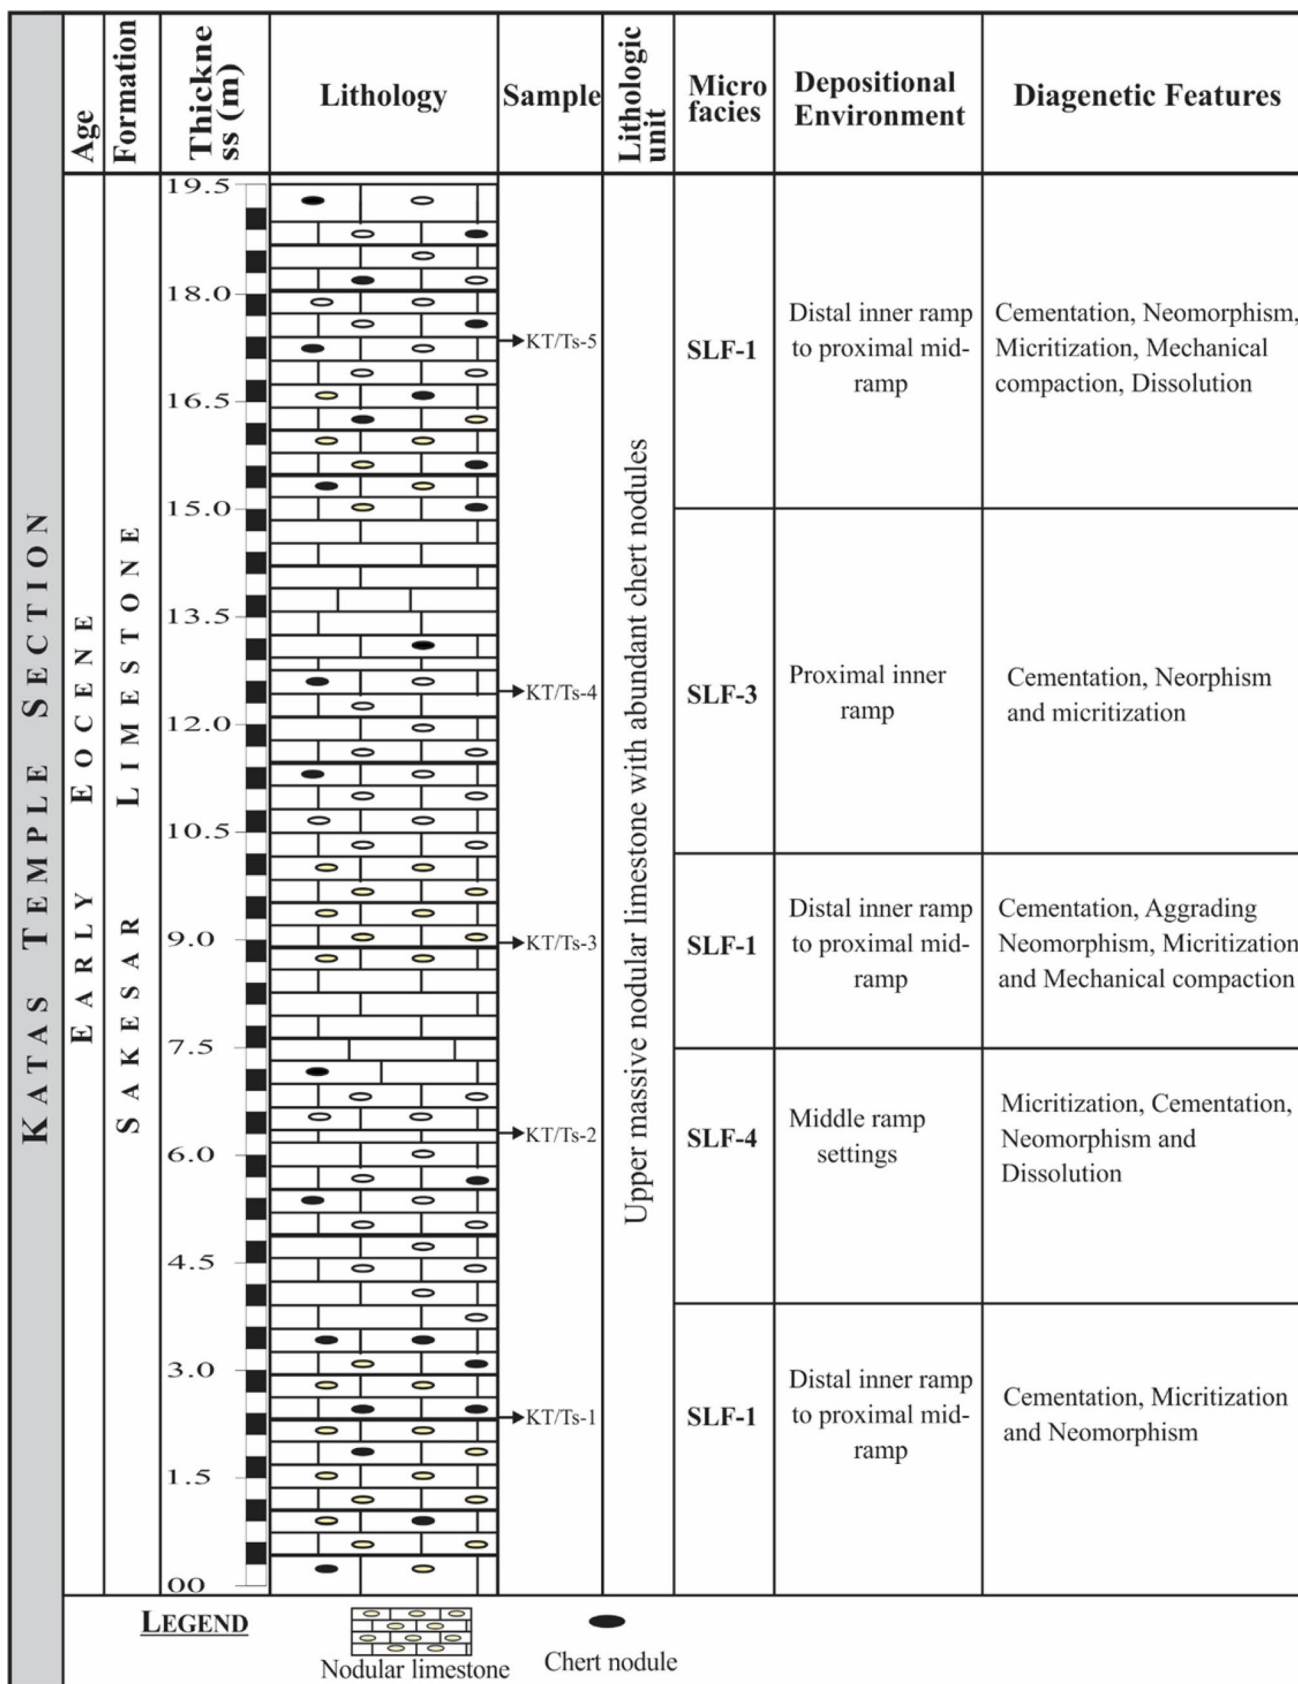 Age
Formation
Thickne
ss (m)
Lithology
Sample
Lithologic
unit
Micro
facies
Depositional
Environment
Diagenetic Features
KATAS TEMPLE SECTION
EARLY EOCENE
SAKESAR LIMESTONE
19.5
18.0
16.5
15.0
13.5
12.0
10.5
9.0
7.5
6.0
4.5
3.0
1.5
00
KT/Ts-5
KT/Ts-4
KT/Ts-3
KT/Ts-2
KT/Ts-1
Upper massive nodular limestone with abundant chert nodules
SLF-1
Distal inner ramp
to proximal mid-
ramp
Cementation, Neomorphism,
Micritization, Mechanical
compaction, Dissolution
SLF-3
Proximal inner
ramp
Cementation, Neorphism
and micritization
SLF-1
Distal inner ramp
to proximal mid-
ramp
Cementation, Aggrading
Neomorphism, Micritization
and Mechanical compaction
SLF-4
Middle ramp
settings
Micritization, Cementation,
Neomorphism and
Dissolution
SLF-1
Distal inner ramp
to proximal mid-
ramp
Cementation, Micritization
and Neomorphism
LEGEND
Nodular limestone
Chert nodule